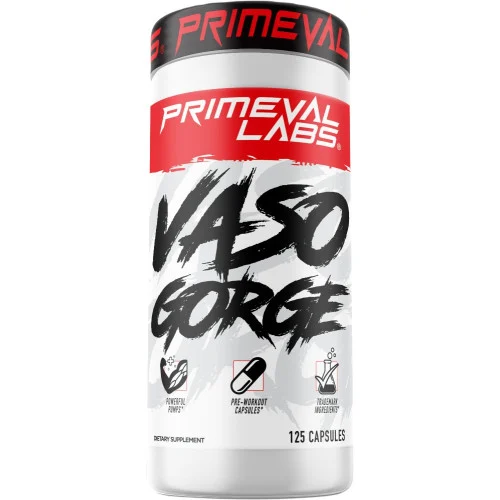 S® PRIMEVAL
PRIMEVAL
LABS®
VASO
GORGE
POWERFUL
PUMPS*
PRE-WORKOUT
CAPSULES*
TRADEMARK
INGREDIENTS*
DIETARY SUPPLEMENT
125 CAPSULES